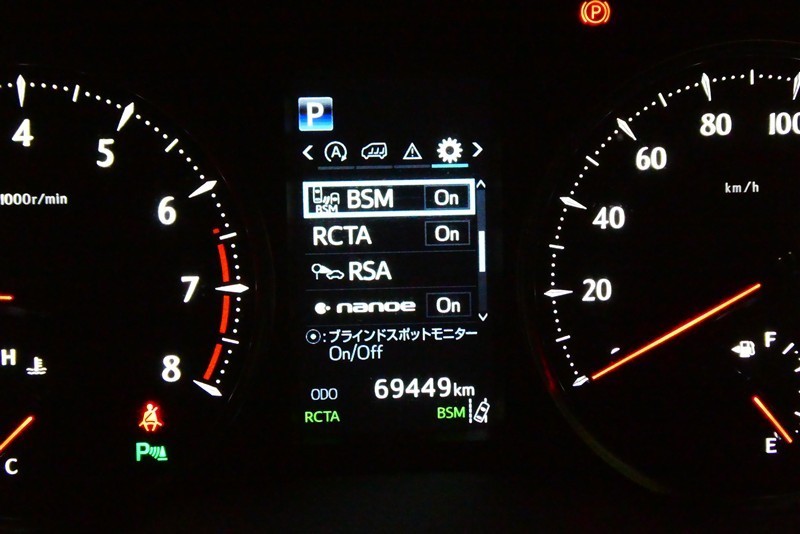 P
P
4
5
6
7
8
1000r/min
H
C
P
A
BSM
BSM On
RCTA On
RSA
nanoe On
:ブラインドスポットモニター
On/Off
ODO 69449km
RCTA BSM
100
80
60
40
20
km/h
F
E